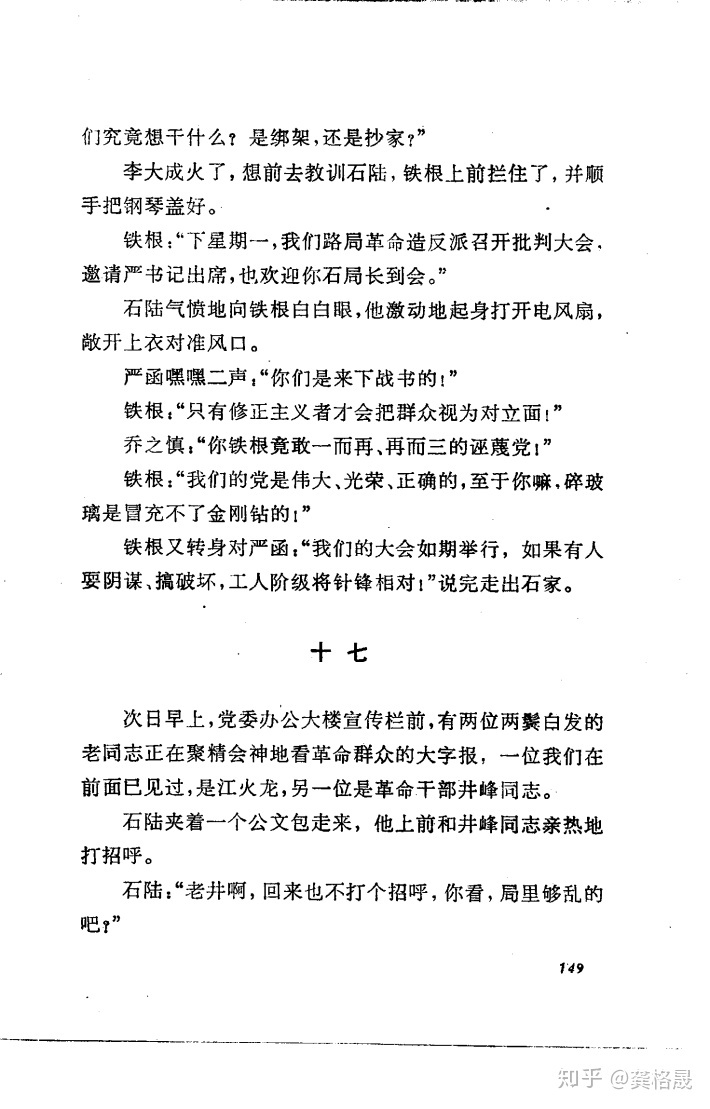 们究竟想干什么？是绑架，还是抄家？”
李大成火了，想前去教训石陆，铁根上前拦住了，并顺
手把钢琴盖好。
铁根：“下星期一，我们路局革命造反派召开批判大会，
邀请严书记出席，也欢迎你石局长到会。”
石陆气愤地向铁根白白眼，他激动地起身打开电风扇，
敞开上衣对准风口。
严函嘿嘿二声：“你们是来下战书的！”
铁根：“只有修正主义者才会把群众视为对立面！”
乔之慎：“你铁根竟敢一而再、再而三的诬蔑党！”
铁根：“我们的党是伟大、光荣、正确的，至于你嘛，碎玻
璃是冒充不了金刚钻的！”
铁根又转身对严函：“我们的大会如期举行，如果有人
耍阴谋、搞破坏，工人阶级将针锋相对！”说完走出石家。
十七
次日早上，党委办公大楼宣传栏前，有两位两鬓白发的
老同志正在聚精会神地看革命群众的大字报，一位我们在
前面已见过，是江火龙，另一位是革命干部井峰同志。
石陆夹着一个公文包走来，他上前和井峰同志亲热地
打招呼。
石陆：“老井啊，回来也不打个招呼，你看，局里够乱的
吧？”
149
知乎 @龚格晟